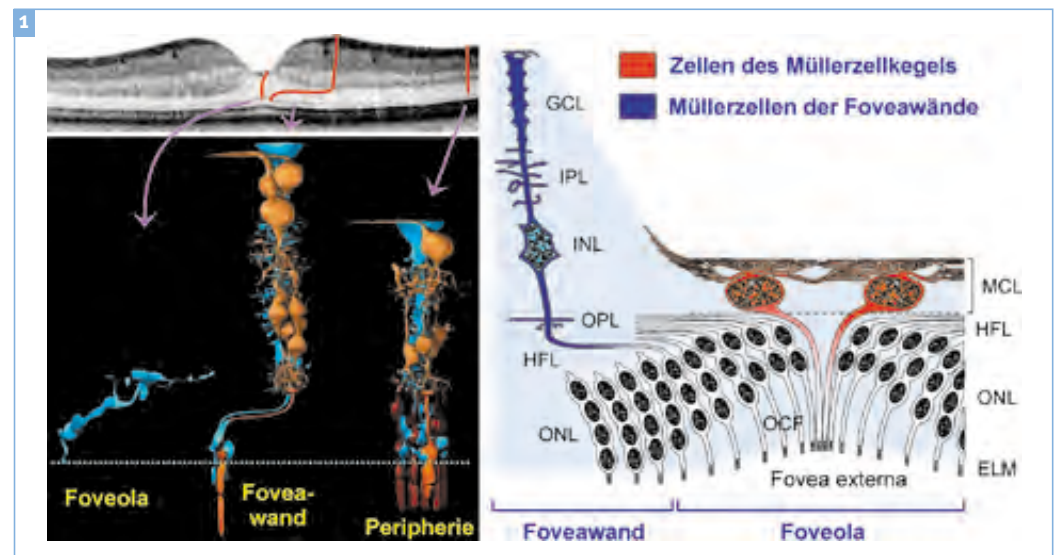 1
Zellen des Müllerzellkegels
Müllerzellen der Foveawände
GCL
IPL
INL
OPL
HFL
ONL
OCF
MCL
HFL
ONL
ELM
Fovea externa
Foveola
Fovea-
wand
Peripherie
Foveawand
Foveola